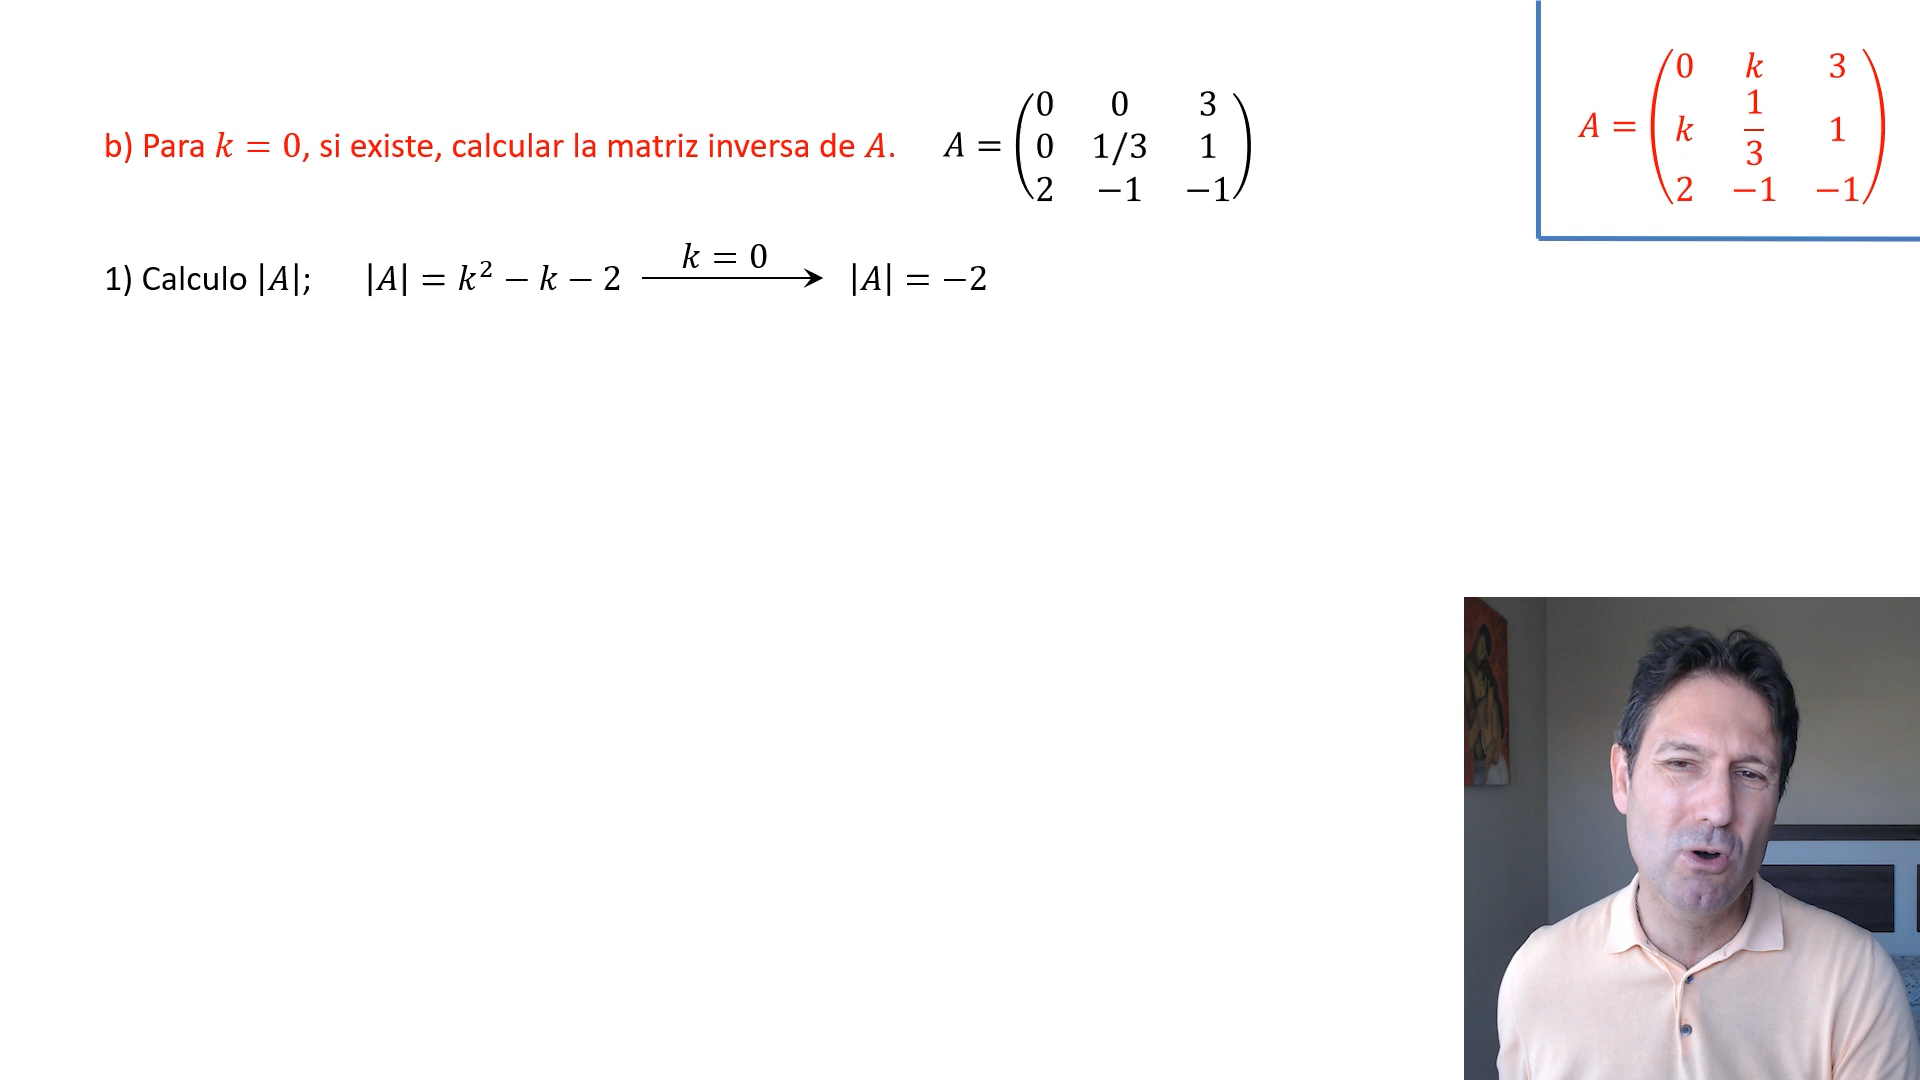 b) Para k = 0, si existe, calcular la matriz inversa de A. A = (0 0 3
0 1/3 1
2 −1 −1)
A = (0 k 3
k 1/3 1
2 −1 −1)
1) Calculo |A|; |A| = k² − k − 2 k = 0 → |A| = −2